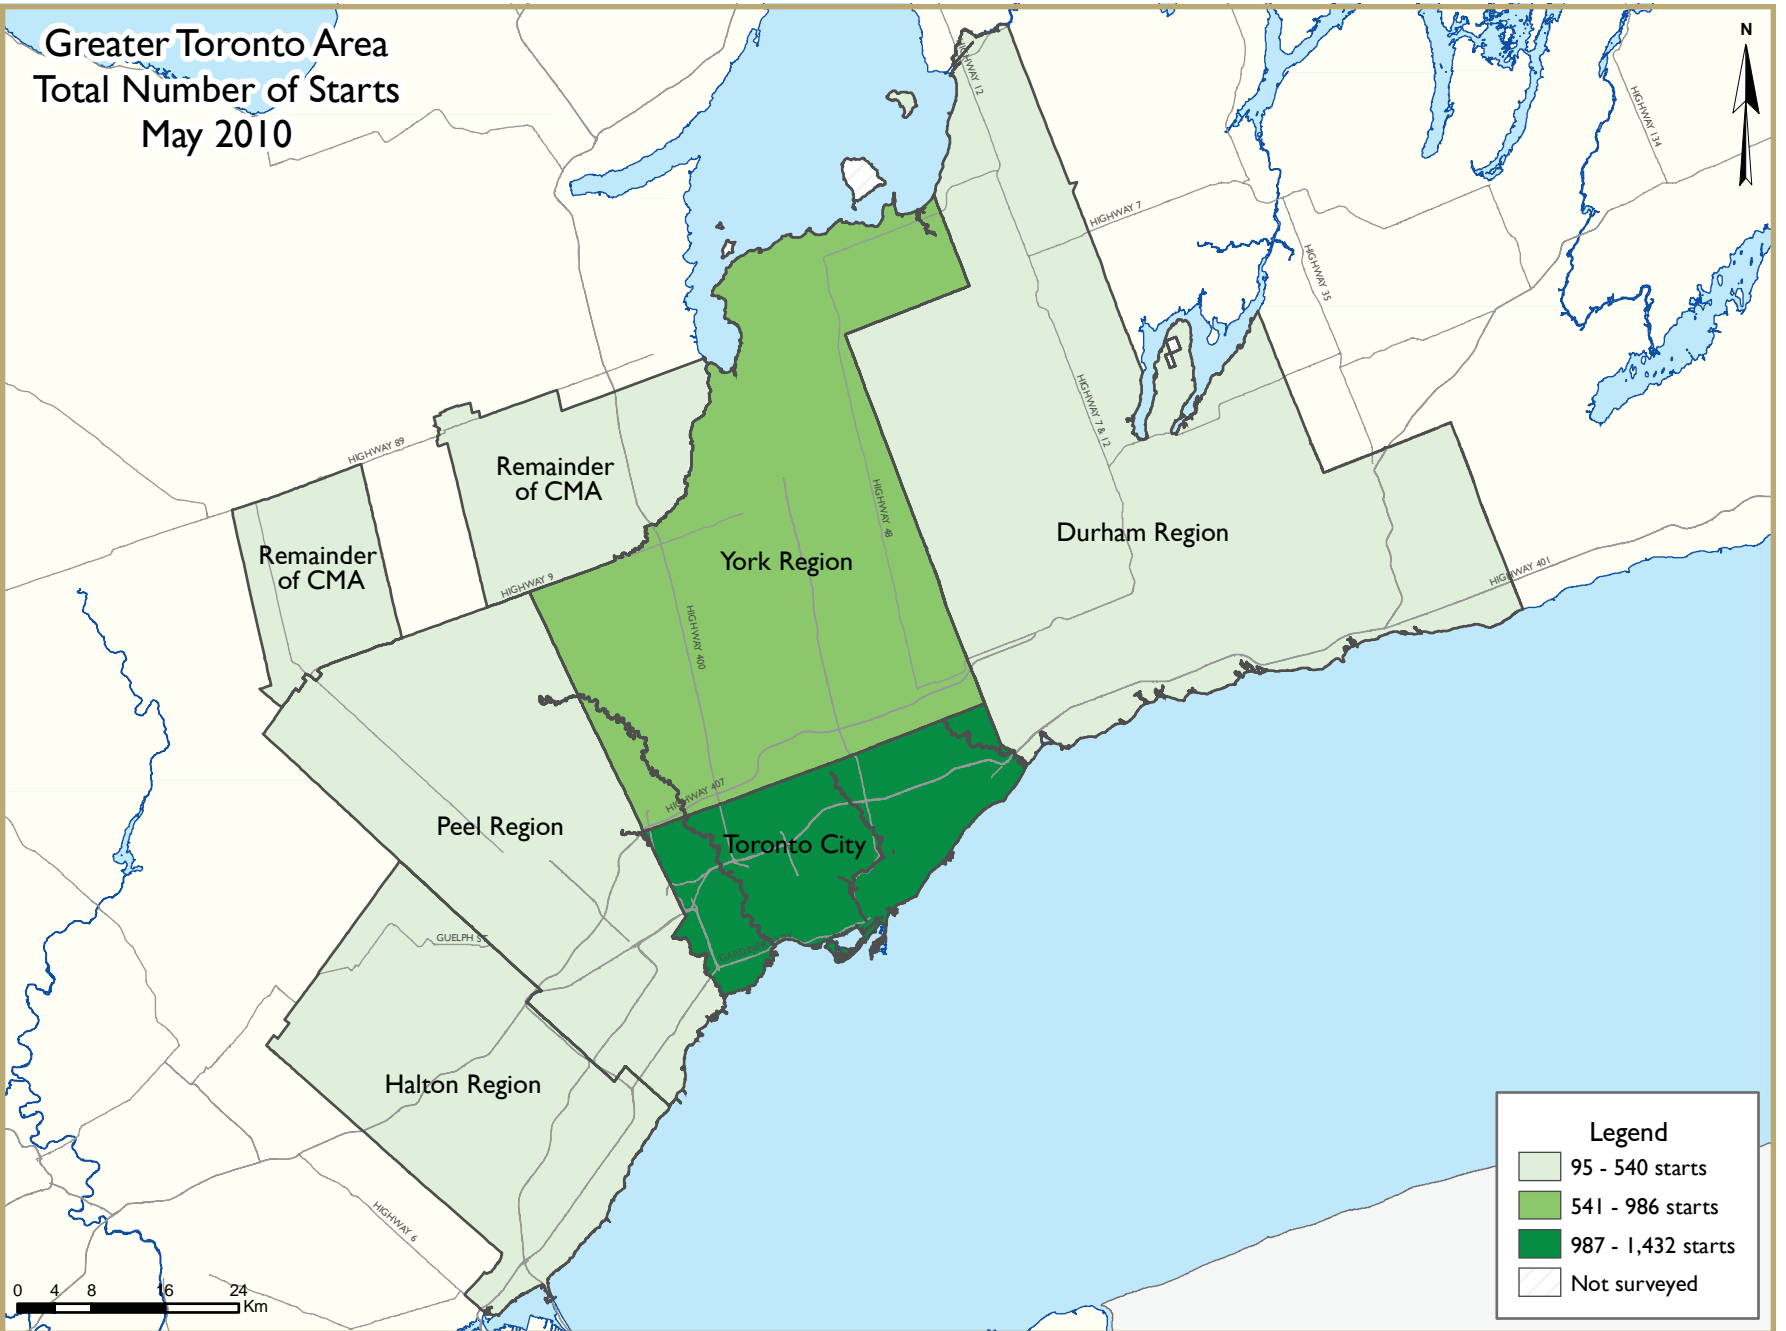 Greater Toronto Area
Total Number of Starts
May 2010
N
HIGHWAY 12
HIGHWAY 134
HIGHWAY 7
HIGHWAY 35
HIGHWAY 7 & 12
HIGHWAY 89
Remainder
of CMA
Remainder
of CMA
HIGHWAY 48
York Region
Durham Region
HIGHWAY 9
HIGHWAY 401
HIGHWAY 400
HIGHWAY 407
Peel Region
Toronto City
GUELPH ST
Halton Region
HIGHWAY 6
Legend
95 - 540 starts
541 - 986 starts
987 - 1,432 starts
Not surveyed
0 4 8 16 24
Km